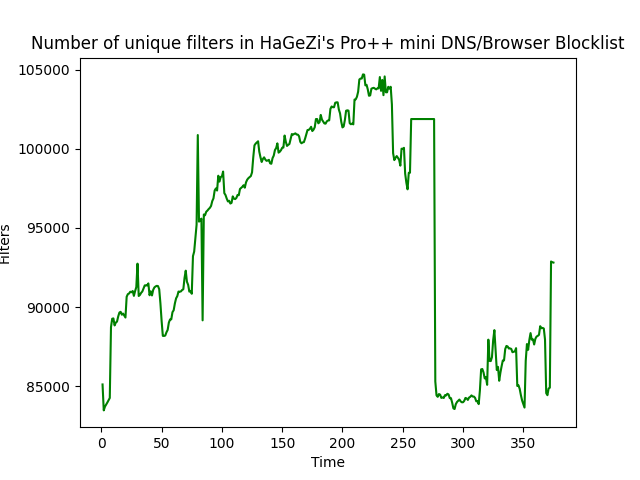 Number of unique filters in HaGeZi's Pro++ mini DNS/Browser Blocklist
105000
100000
95000
90000
85000
Filters
0 50 100 150 200 250 300 350
Time